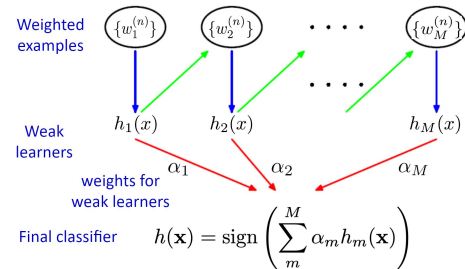 Weighted examples {w_1^{(n)}} {w_2^{(n)}} .... {w_M^{(n)}}
....
Weak learners h_1(x) h_2(x) h_M(x)
α_1 α_2 α_M
weights for weak learners
Final classifier h(𝐱) = sign ( ∑_m^M α_m h_m(𝐱) )